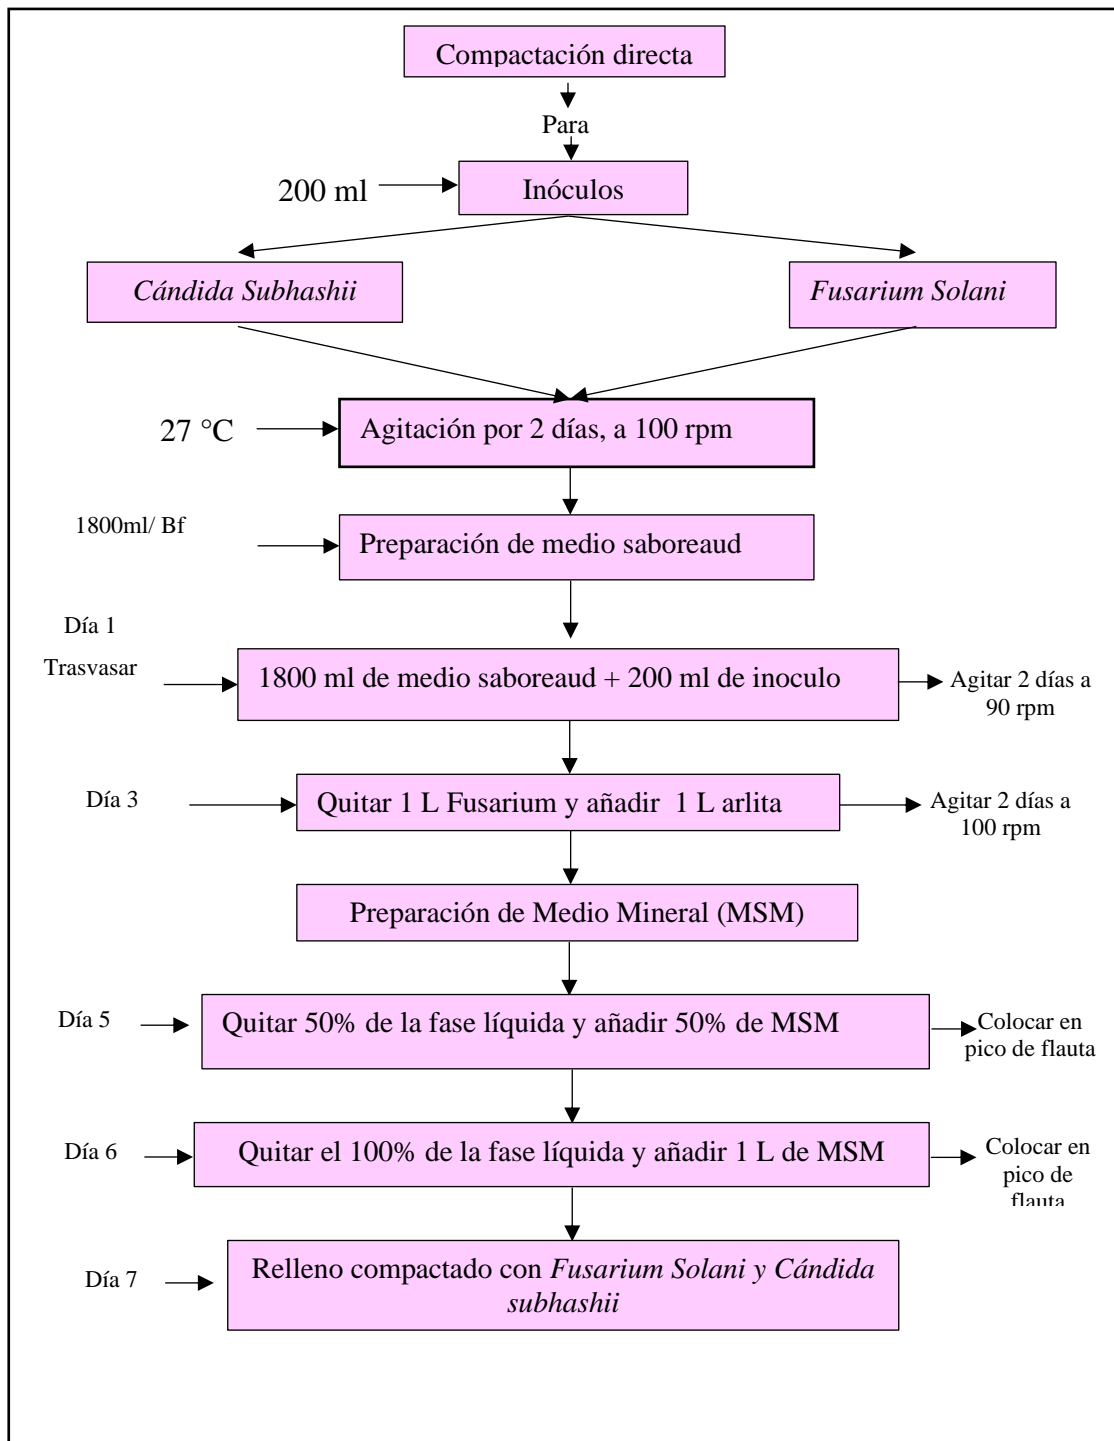 Compactación directa
Para
200 ml
Inóculos
Cándida Subhashii
Fusarium Solani
27 °C
Agitación por 2 días, a 100 rpm
1800ml/ Bf
Preparación de medio saboreaud
Día 1
Trasvasar
1800 ml de medio saboreaud + 200 ml de inoculo
Agitar 2 días a
90 rpm
Día 3
Quitar 1 L Fusarium y añadir 1 L arlita
Agitar 2 días a
100 rpm
Preparación de Medio Mineral (MSM)
Día 5
Quitar 50% de la fase líquida y añadir 50% de MSM
Colocar en
pico de flauta
Día 6
Quitar el 100% de la fase líquida y añadir 1 L de MSM
Colocar en
pico de
flauta
Día 7
Relleno compactado con Fusarium Solani y Cándida
subhashii